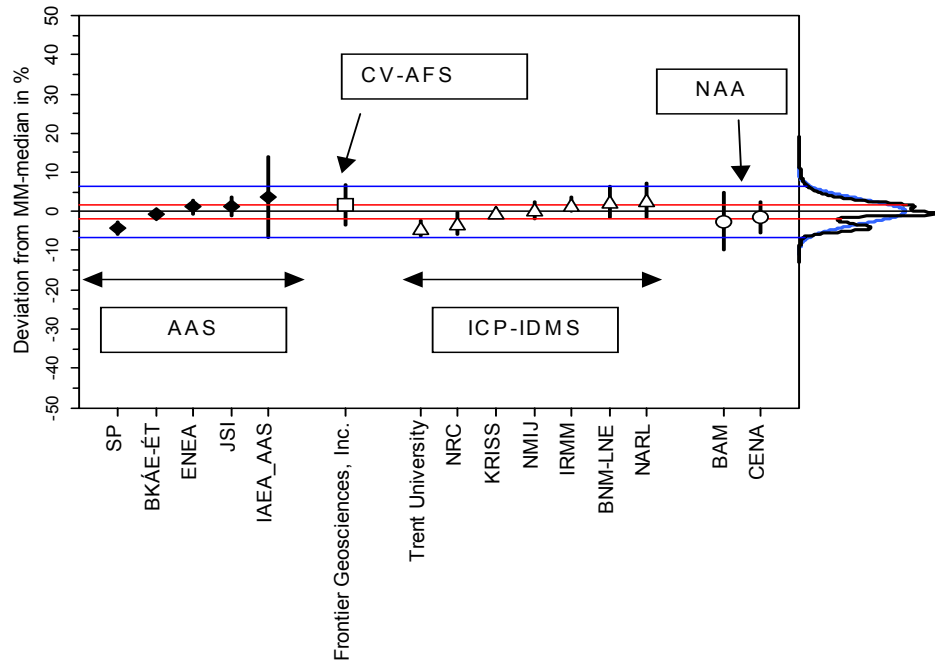 Deviation from MM-median in %
50
40
30
20
10
0
-10
-20
-30
-40
-50
CV-AFS
NAA
AAS
ICP-IDMS
SP
BKÁE-ÉT
ENEA
JSI
IAEA_AAS
Frontier Geosciences, Inc.
Trent University
NRC
KRISS
NMIJ
IRMM
BNM-LNE
NARL
BAM
CENA